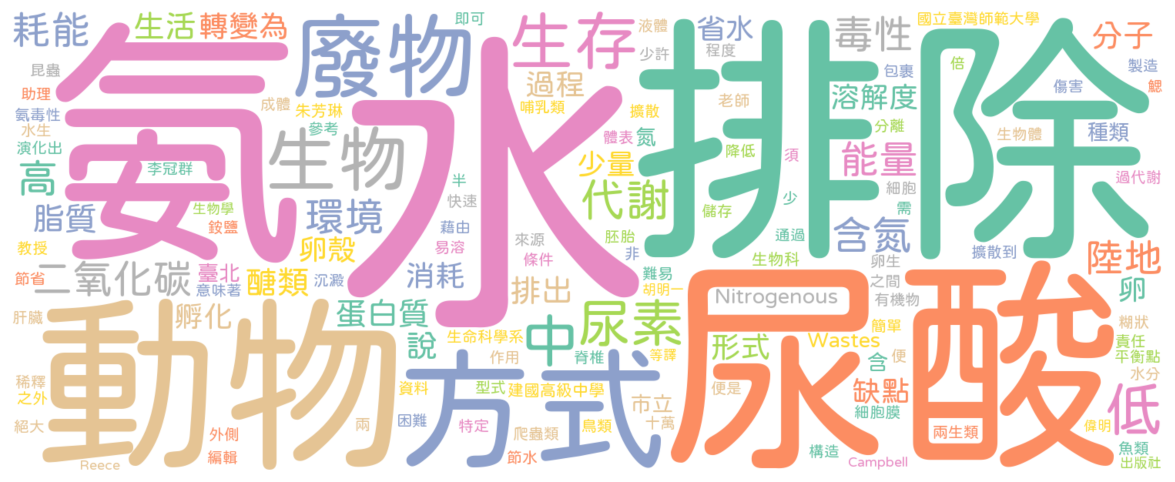 耗能
生活
轉變為
廢物
即可
生存
液體
省水
毒性
國立臺灣師範大學
分子
昆蟲
少許
程度
製造
助理
氨
水
排除
成體
過程
包裹
倍
傷害
鰓
氨毒性
朱芳琳
哺乳類
擴散
老師
溶解度
水生
參考
體表
氮
分離
生物體
種類
演化出
生物
少量
降低
須
能量
高
李冠群
半
代謝
細胞
過代謝
脂質
生物學
環境
快速
儲存
少
需
銨鹽
藉由
含氮
教授
卵殼
易溶
來源
胚胎
非
通過
擴散到
節省
二氧化碳
臺北
意味著
醣類
沉澱
消耗
條件
排出
難易
生物科
卵生
之間
陸地
胡明一
有機物
卵
肝臟
動物
孵化
蛋白質
說
生命科學系
中
尿素
Nitrogenous
尿酸
糊狀
作用
脊椎
等譯
形式
Wastes
簡單
責任
含
便
平衡點
稀釋
之外
方式
資料
型式
建國高級中學
便是
缺點
水分
絕大
兩
困難
特定
爬蟲類
鳥類
市立
十萬
細胞膜
低
偉明
外側
編輯
節水
構造
兩生類
魚類
Reece
Campbell
出版社